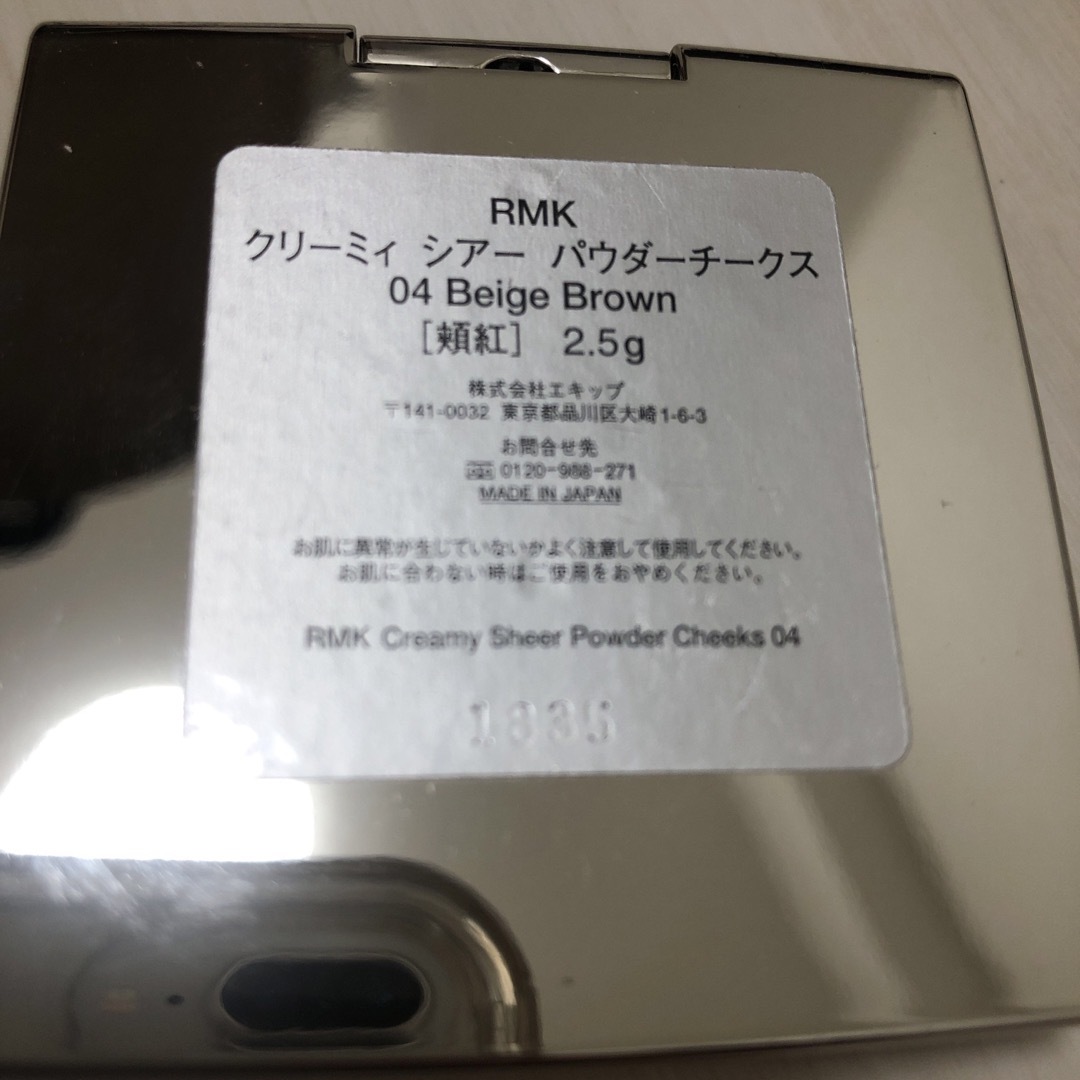 RMK
クリーミィ シアー パウダーチークス
04 Beige Brown
[頬紅] 2.5g
株式会社エキップ
〒141-0032 東京都品川区大崎1-6-3
お問合せ先
0120-988-271
MADE IN JAPAN
お肌に異常が生じていないかよく注意して使用してください。
お肌に合わない時はご使用をおやめください。
RMK Creamy Sheer Powder Cheeks 04